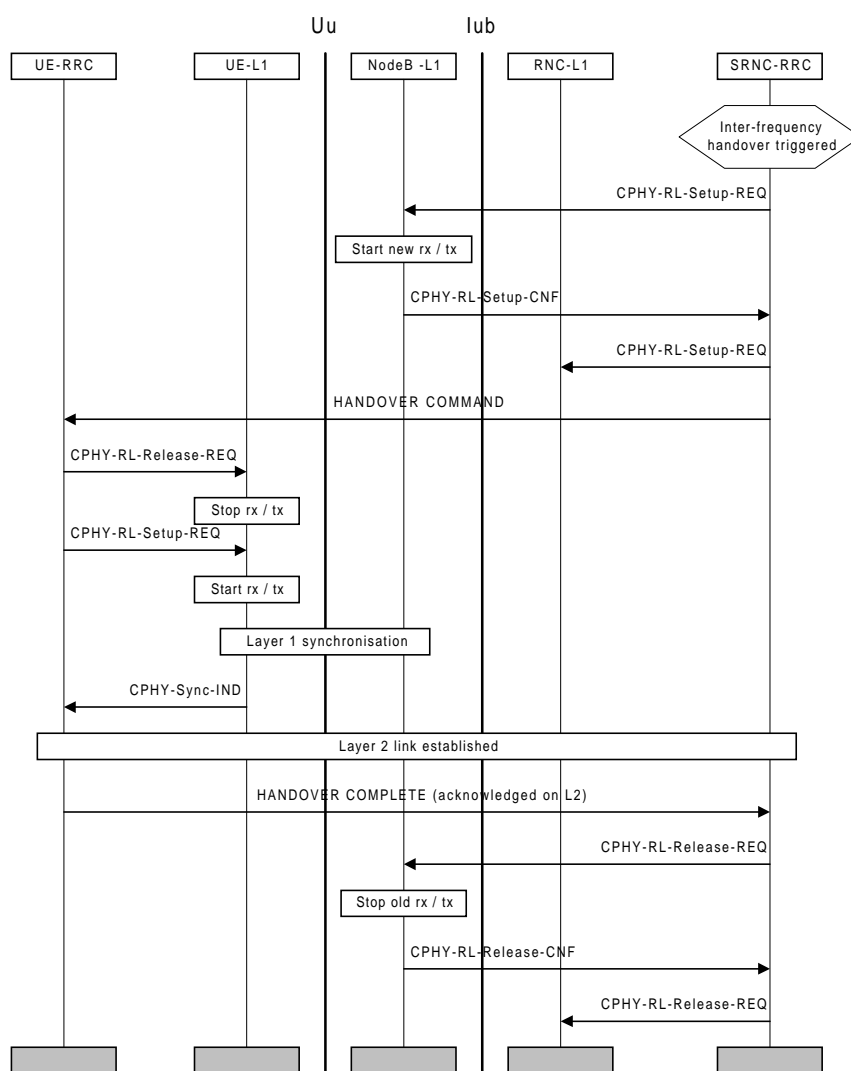 Uu
Iub
UE-RRC
UE-L1
NodeB -L1
RNC-L1
SRNC-RRC
Inter-frequency
handover triggered
CPHY-RL-Setup-REQ
Start new rx / tx
CPHY-RL-Setup-CNF
CPHY-RL-Setup-REQ
HANDOVER COMMAND
CPHY-RL-Release-REQ
Stop rx / tx
CPHY-RL-Setup-REQ
Start rx / tx
Layer 1 synchronisation
CPHY-Sync-IND
Layer 2 link established
HANDOVER COMPLETE (acknowledged on L2)
CPHY-RL-Release-REQ
Stop old rx / tx
CPHY-RL-Release-CNF
CPHY-RL-Release-REQ